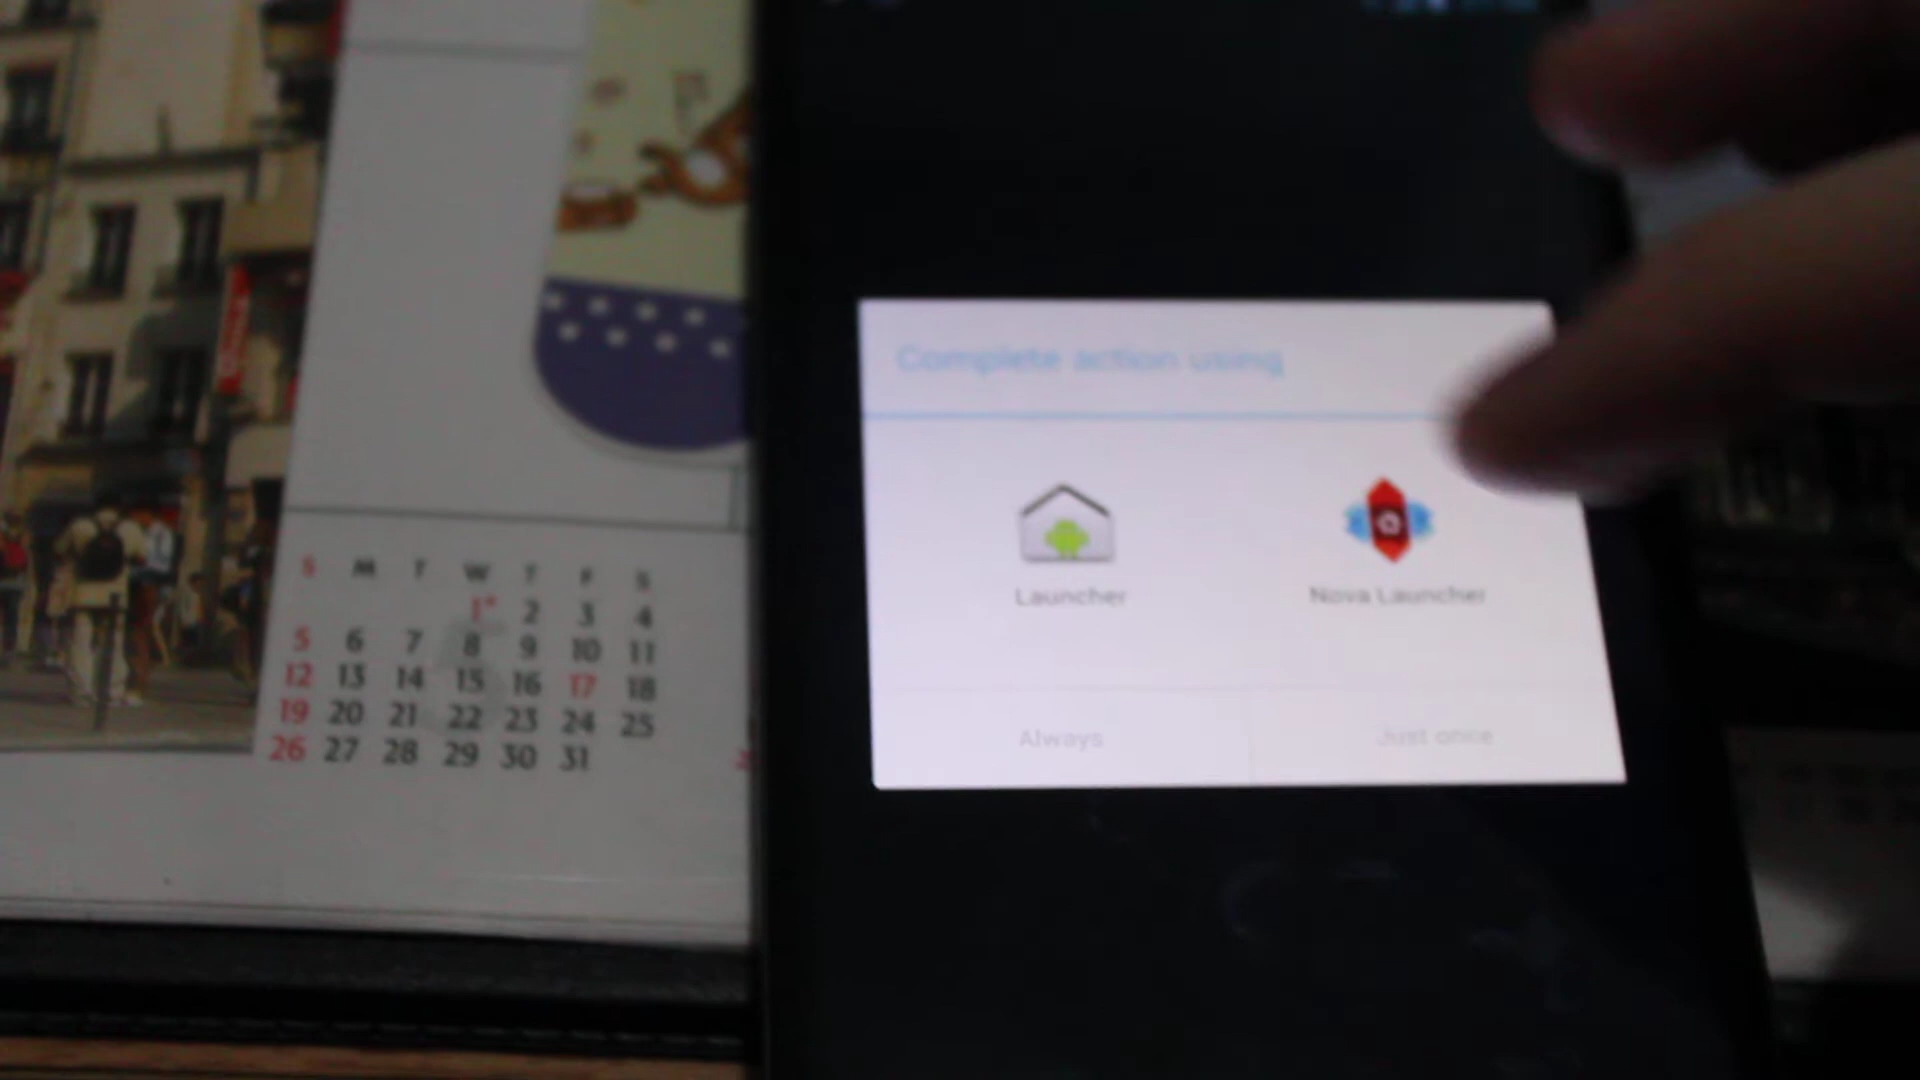 S M T W T F S
1* 2 3 4
5 6 7 8 9 10 11
12 13 14 15 16 17 18
19 20 21 22 23 24 25
26 27 28 29 30 31
Complete action using
Launcher Nova Launcher
Always Just once